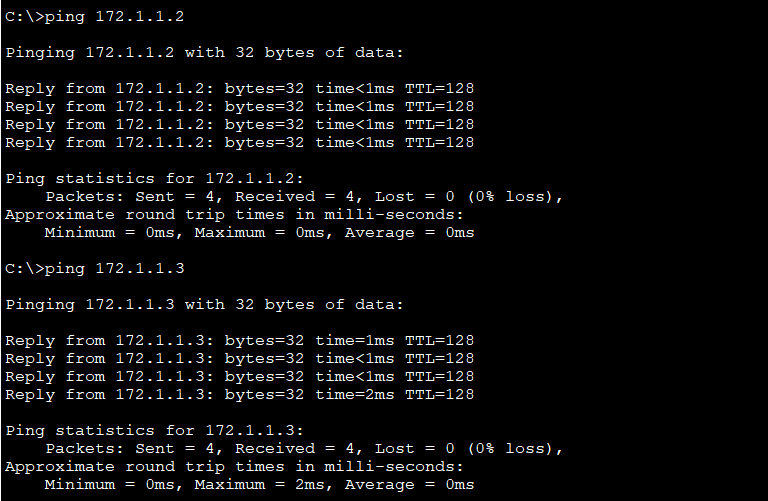 C:\>ping 172.1.1.2
Pinging 172.1.1.2 with 32 bytes of data:
Reply from 172.1.1.2: bytes=32 time<1ms TTL=128
Reply from 172.1.1.2: bytes=32 time<1ms TTL=128
Reply from 172.1.1.2: bytes=32 time<1ms TTL=128
Reply from 172.1.1.2: bytes=32 time<1ms TTL=128
Ping statistics for 172.1.1.2:
    Packets: Sent = 4, Received = 4, Lost = 0 (0% loss),
Approximate round trip times in milli-seconds:
    Minimum = 0ms, Maximum = 0ms, Average = 0ms
C:\>ping 172.1.1.3
Pinging 172.1.1.3 with 32 bytes of data:
Reply from 172.1.1.3: bytes=32 time=1ms TTL=128
Reply from 172.1.1.3: bytes=32 time<1ms TTL=128
Reply from 172.1.1.3: bytes=32 time<1ms TTL=128
Reply from 172.1.1.3: bytes=32 time=2ms TTL=128
Ping statistics for 172.1.1.3:
    Packets: Sent = 4, Received = 4, Lost = 0 (0% loss),
Approximate round trip times in milli-seconds:
    Minimum = 0ms, Maximum = 2ms, Average = 0ms